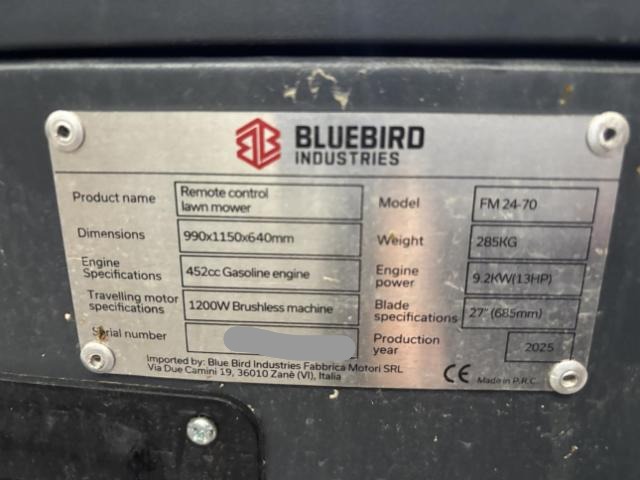 BLUEBIRD
INDUSTRIES
Product name
Remote control
lawn mower
Model
FM 24-70
Dimensions
990x1150x640mm
Weight
285KG
Engine
Specifications
452cc Gasoline engine
Engine
power
9.2KW(13HP)
Travelling motor
specifications
1200W Brushless machine
Blade
specifications
27" (685mm)
Serial number
Production
year
2025
Imported by: Blue Bird Industries Fabbrica Motori SRL
Via Due Camini 19, 36010 Zanè (VI), Italia
CE
Made in P.R.C.